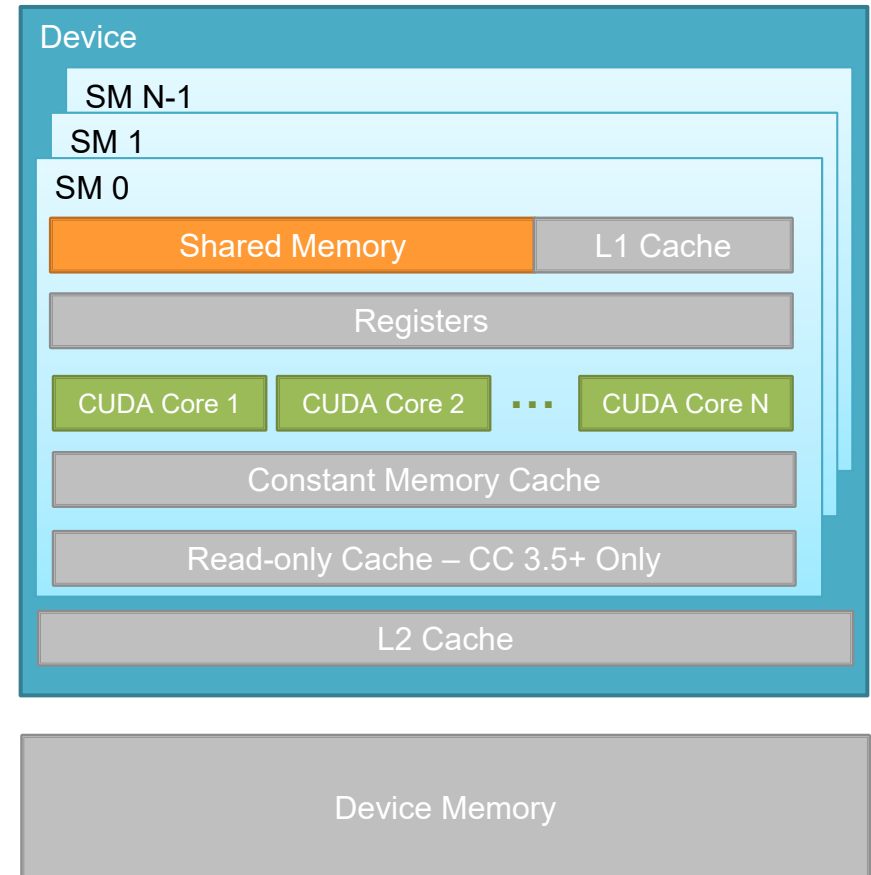 Device
SM N-1
SM 1
SM 0
Shared Memory
L1 Cache
Registers
CUDA Core 1
CUDA Core 2
...
CUDA Core N
Constant Memory Cache
Read-only Cache – CC 3.5+ Only
L2 Cache
Device Memory